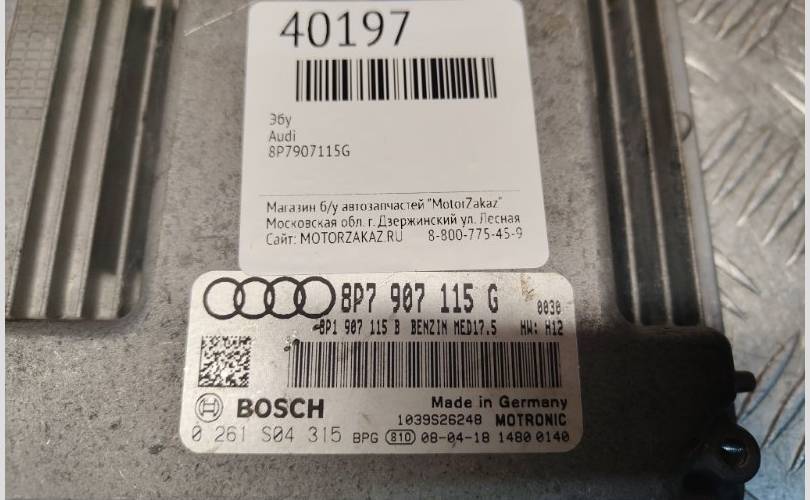 40197
Эбу
Audi
8P7907115G
Магазин б/у автозапчастей "MotorZakaz"
Московская обл. г. Дзержинский ул. Лесная
Сайт: MOTORZAKAZ.RU 8-800-775-45-9
8P7 907 115 G 0030
8P1 907 115 B BENZIN MED17.5 HW: H12
Made in Germany
BOSCH 1039S26248 MOTRONIC
0 261 S04 315 BPG 810 08-04-18 1480 0140